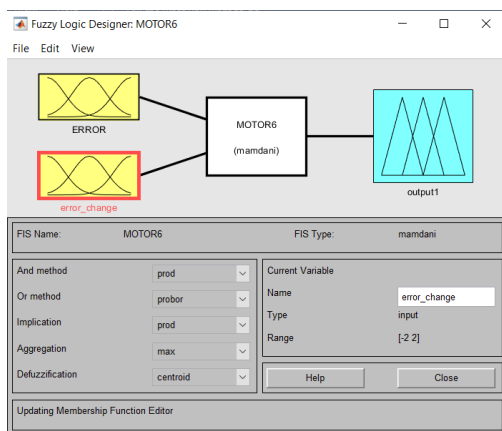 Fuzzy Logic Designer: MOTOR6
File Edit View
ERROR
error_change
MOTOR6
(mamdani)
output1
FIS Name: MOTOR6 FIS Type: mamdani
And method prod
Or method probor
Implication prod
Aggregation max
Defuzzification centroid
Current Variable
Name error_change
Type input
Range [-2 2]
Help Close
Updating Membership Function Editor